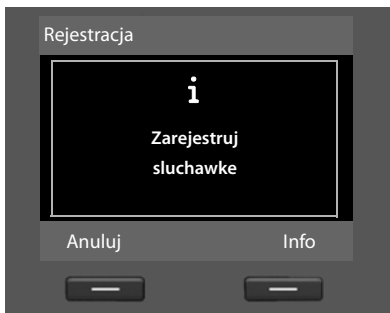 Rejestracja
i
Zarejestruj
sluchawke
Anuluj Info